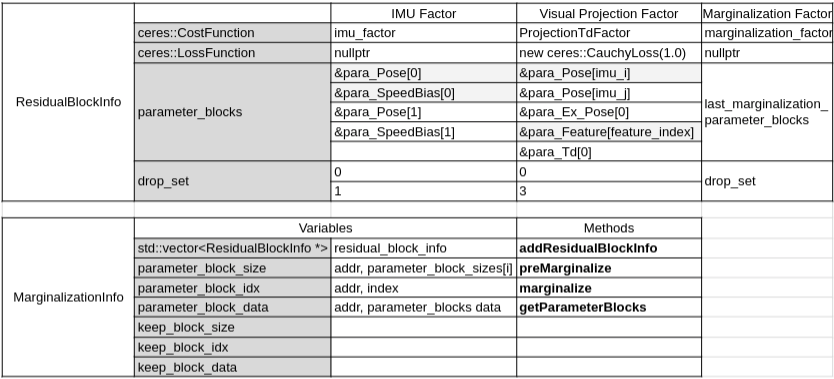 IMU Factor Visual Projection Factor Marginalization Factor
ResidualBlockInfo
ceres::CostFunction imu_factor ProjectionTdFactor marginalization_factor
ceres::LossFunction nullptr new ceres::CauchyLoss(1.0) nullptr
parameter_blocks
&para_Pose[0] &para_Pose[imu_i]
&para_SpeedBias[0] &para_Pose[imu_j]
&para_Pose[1] &para_Ex_Pose[0]
&para_SpeedBias[1] &para_Feature[feature_index]
&para_Td[0]
last_marginalization_
parameter_blocks
drop_set
0 0
1 3
drop_set
MarginalizationInfo
Variables Methods
std::vector<ResidualBlockInfo *> residual_block_info addResidualBlockInfo
parameter_block_size addr, parameter_block_sizes[i] preMarginalize
parameter_block_idx addr, index marginalize
parameter_block_data addr, parameter_blocks data getParameterBlocks
keep_block_size
keep_block_idx
keep_block_data